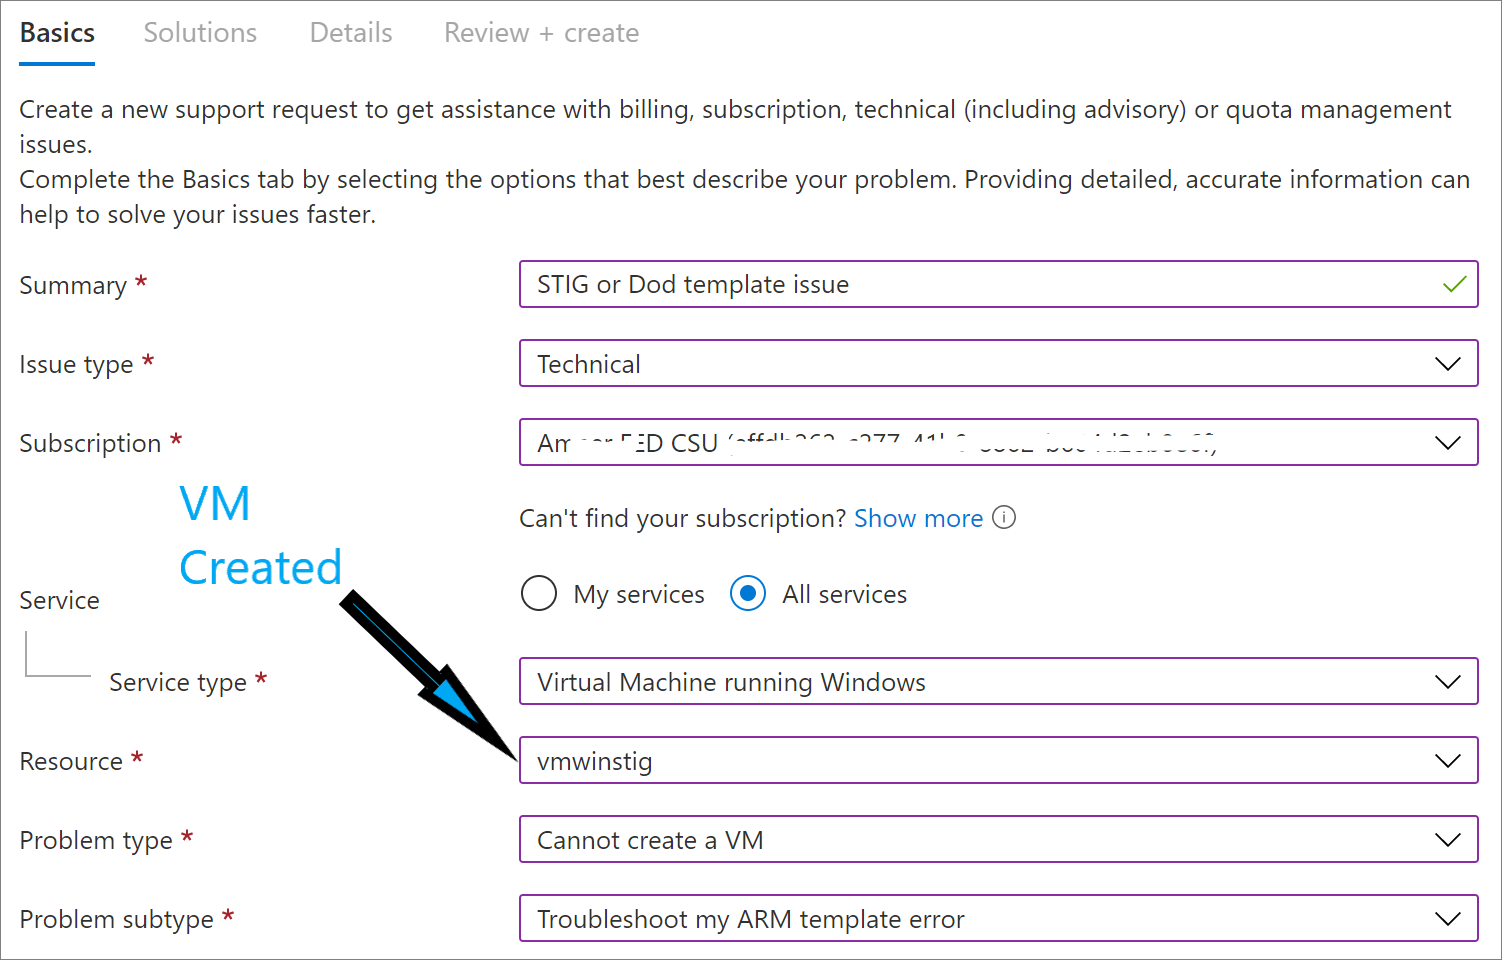 Basics Solutions Details Review + create
Create a new support request to get assistance with billing, subscription, technical (including advisory) or quota management
issues.
Complete the Basics tab by selecting the options that best describe your problem. Providing detailed, accurate information can
help to solve your issues faster.
Summary * STIG or Dod template issue
Issue type * Technical
Subscription * CSU
VM
Created
Can't find your subscription? Show more
Service My services All services
Service type * Virtual Machine running Windows
Resource * vmwinstig
Problem type * Cannot create a VM
Problem subtype * Troubleshoot my ARM template error